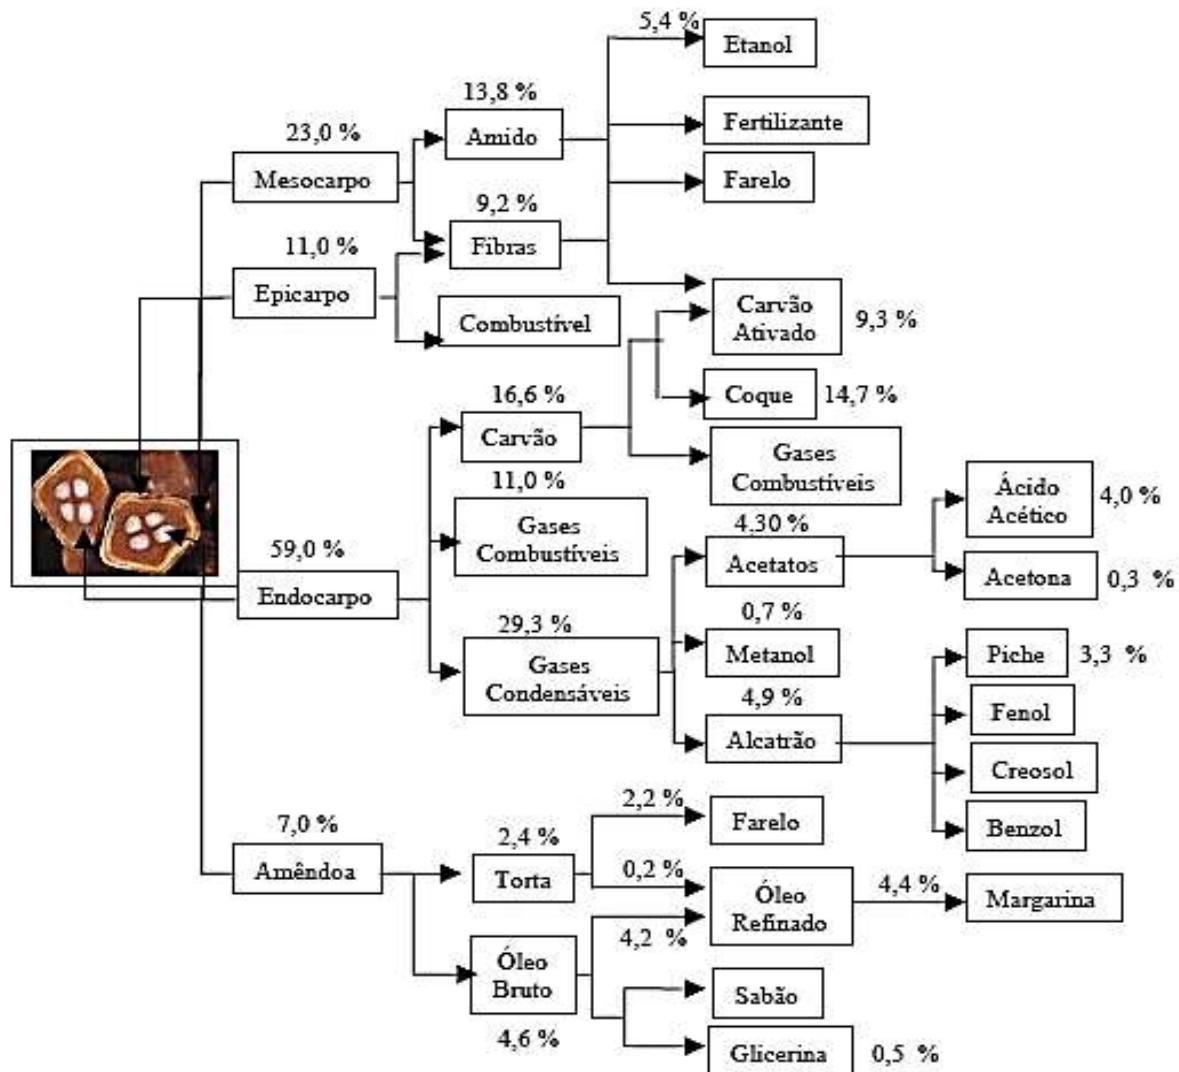 5,4 %
Etanol
13,8 %
Amido
Fertilizante
23,0 %
Mesocarpo
Farelo
9,2 %
Fibras
11,0 %
Epicarpo
Combustível
Carvão
Ativado
9,3 %
16,6 %
Carvão
Coque
14,7 %
Gases
Combustíveis
11,0 %
Gases
Combustíveis
59,0 %
Endocarpo
4,30 %
Acetatos
Ácido
Acético
4,0 %
Acetona
0,3 %
29,3 %
Gases
Condensáveis
0,7 %
Metanol
4,9 %
Alcatrão
Piche
3,3 %
Fenol
Creosol
Benzol
7,0 %
Amêndoa
2,4 %
Torta
2,2 %
Farelo
0,2 %
Óleo
Refinado
4,4 %
Margarina
4,2 %
Óleo
Bruto
4,6 %
Sabão
Glicerina
0,5 %